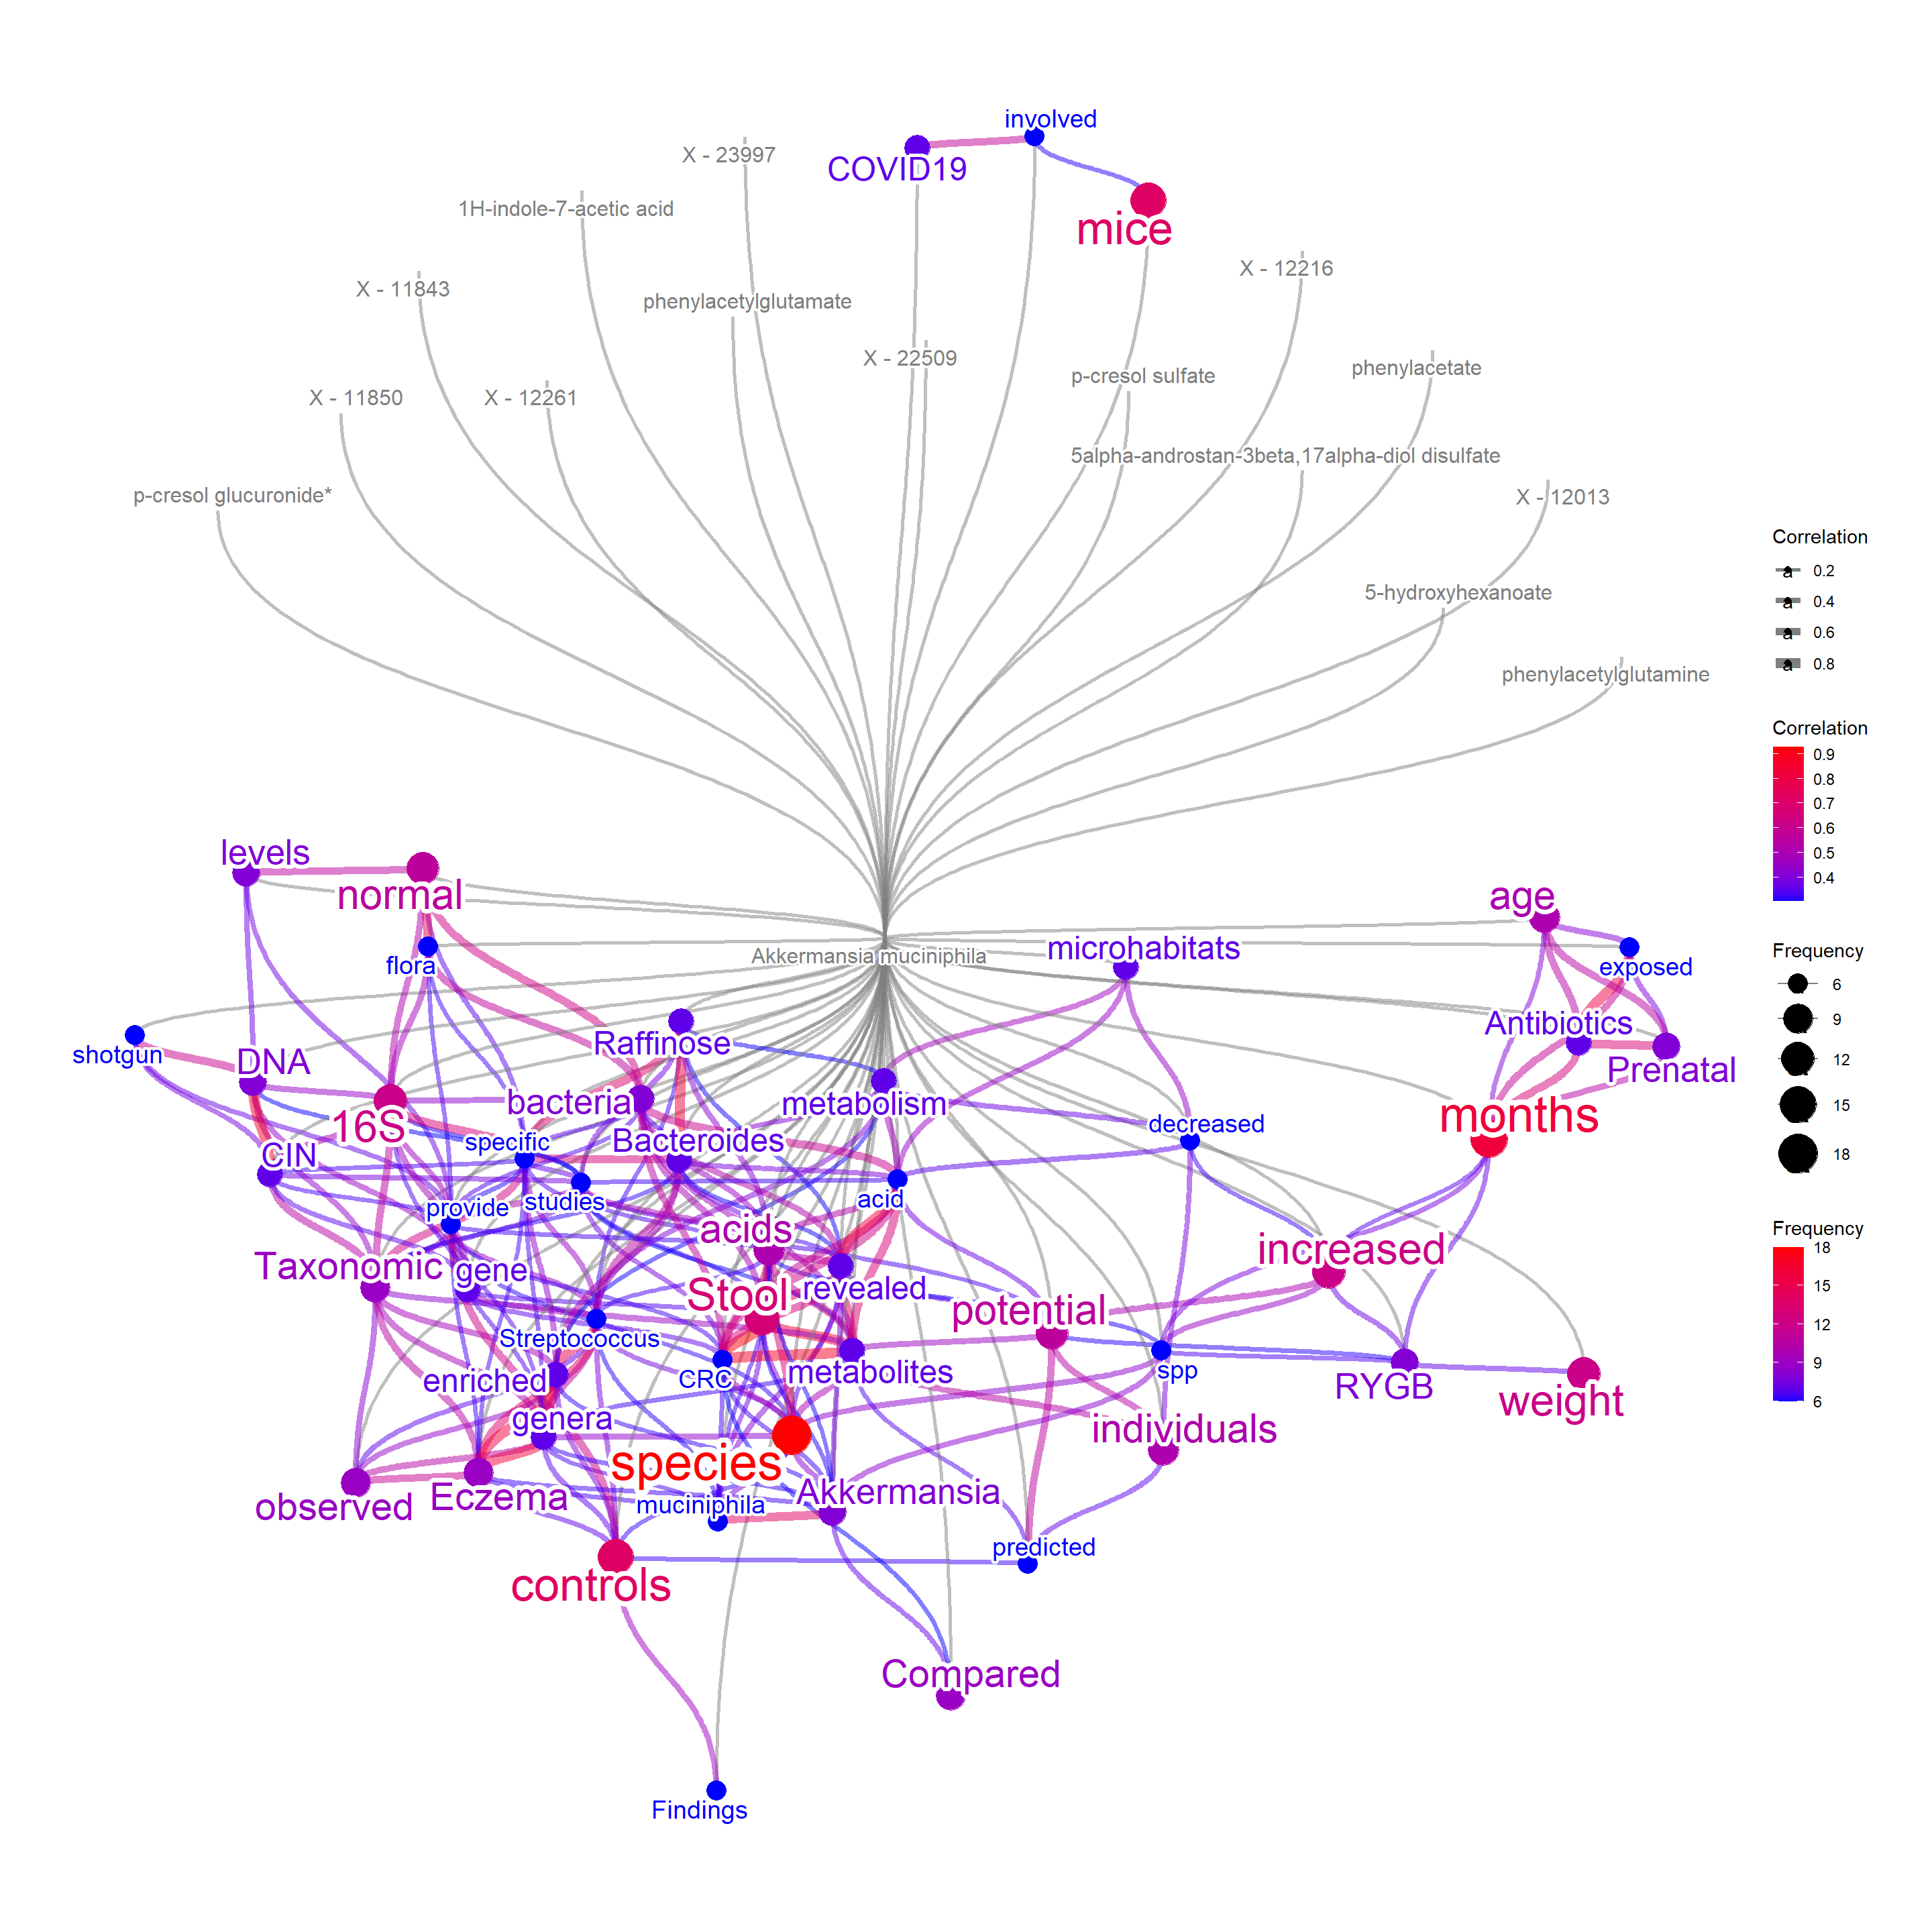 involved
X - 23997
COVID19
1H-indole-7-acetic acid
mice
X - 12216
X - 11843
phenylacetylglutamate
X - 22509
p-cresol sulfate
phenylacetate
X - 11850
X - 12261
5alpha-androstan-3beta,17alpha-diol disulfate
p-cresol glucuronide*
X - 12013
5-hydroxyhexanoate
phenylacetylglutamine
levels
normal
age
flora
Akkermansia muciniphila
microhabitats
exposed
shotgun
Raffinose
Antibiotics
DNA
Prenatal
bacteria
metabolism
months
16S
decreased
specific
Bacteroides
CIN
studies
acid
provide
acids
Taxonomic
gene
increased
Stool
revealed
potential
Streptococcus
enriched
CRC
metabolites
spp
RYGB
weight
genera
individuals
species
observed
Eczema
muciniphila
Akkermansia
predicted
controls
Compared
Findings
Correlation
a 0.2
a 0.4
a 0.6
a 0.8
Correlation
0.9
0.8
0.7
0.6
0.5
0.4
Frequency
6
9
12
15
18
Frequency
18
15
12
9
6